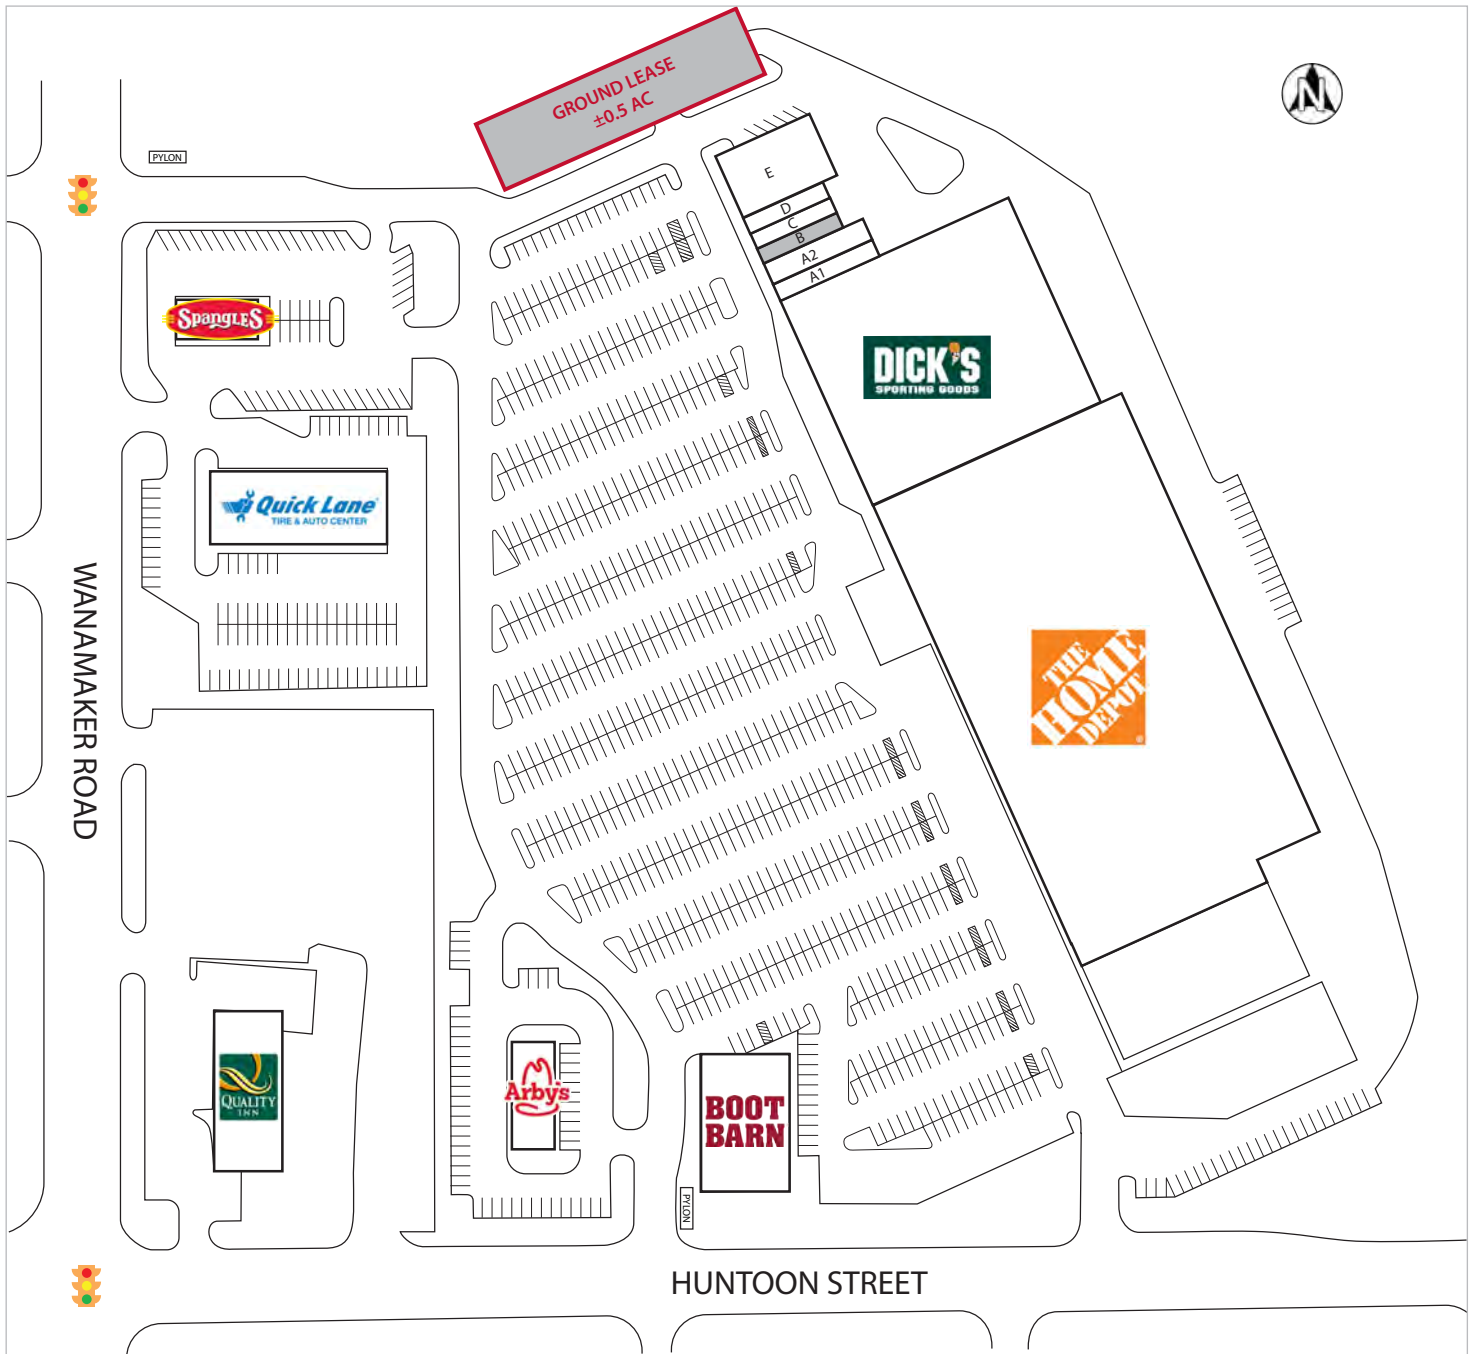 GROUND LEASE
±0.5 AC
N
PYLON
E
D
C
B
A2
A1
SPANGLES
DICK'S
SPORTING GOODS
Quick Lane
TIRE & AUTO CENTER
WANAMAKER ROAD
THE
HOME
DEPOT
QUALITY
INN
Arby's
BOOT
BARN
PYLON
HUNTOON STREET